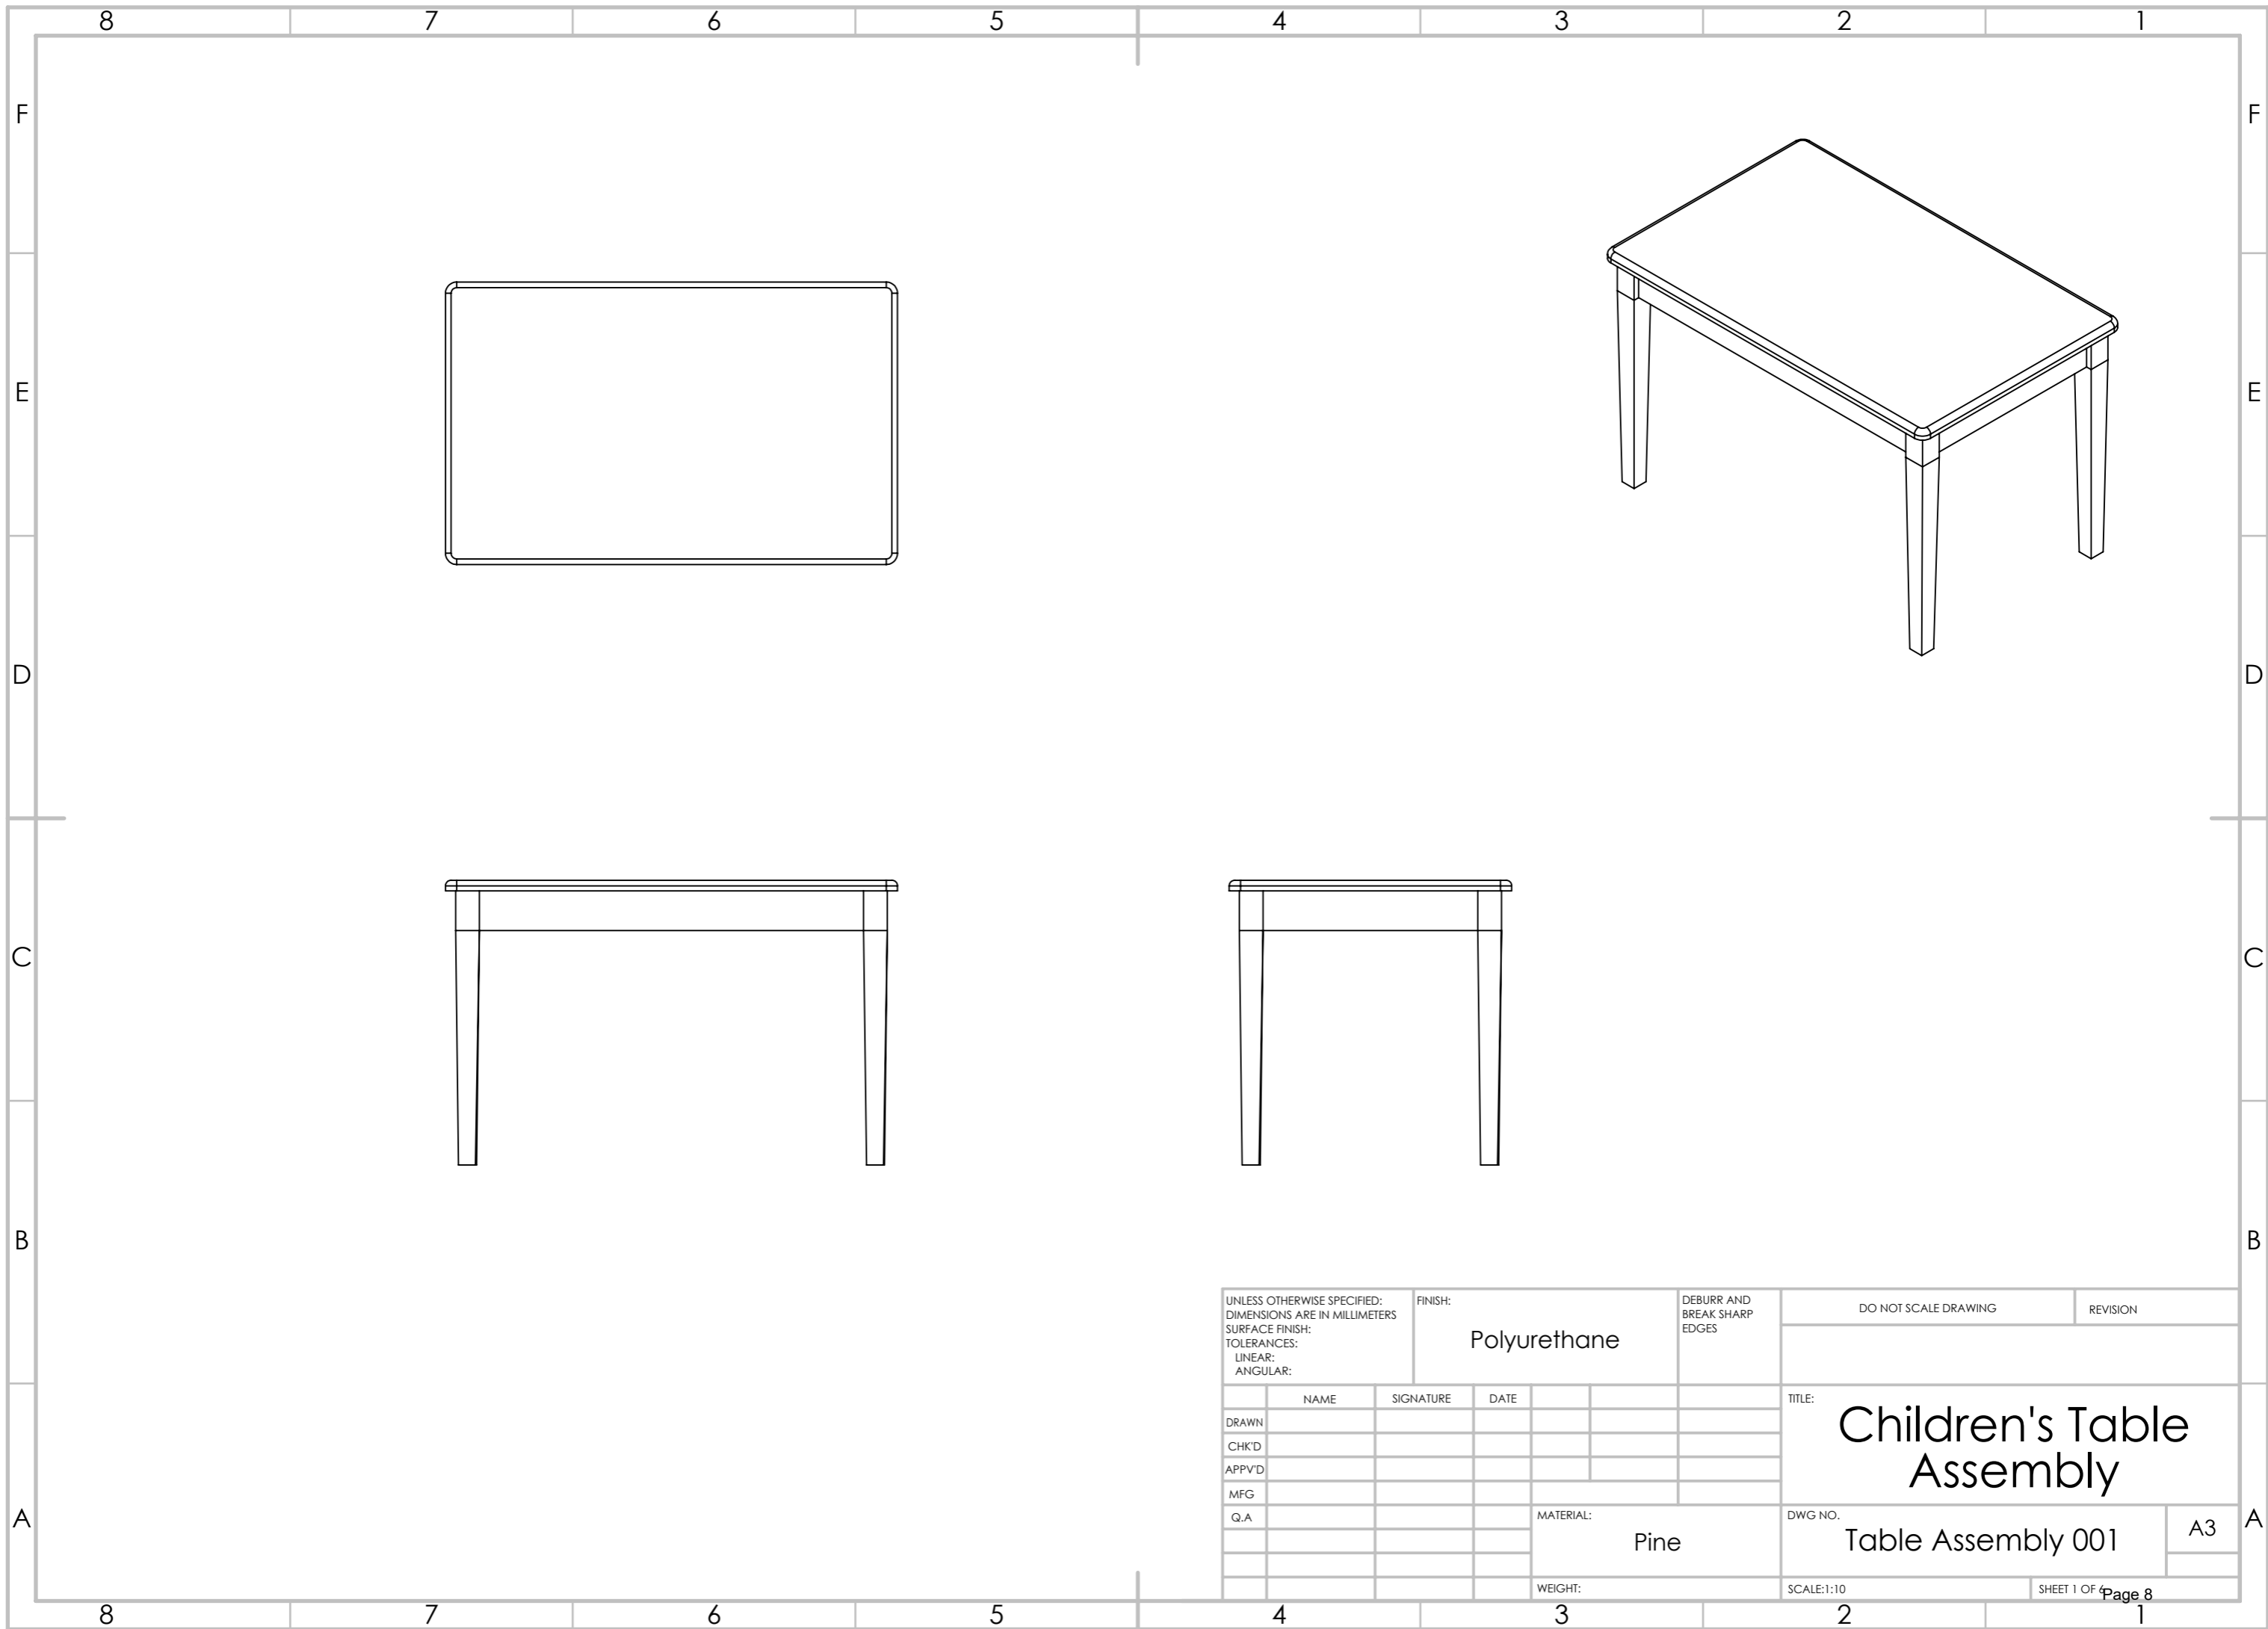 8 7 6 5 4 3 2 1
F F
E E
D D
C C
B B
A A
UNLESS OTHERWISE SPECIFIED:
DIMENSIONS ARE IN MILLIMETERS
SURFACE FINISH:
TOLERANCES:
LINEAR:
ANGULAR:
FINISH:
Polyurethane
DEBURR AND
BREAK SHARP
EDGES
DO NOT SCALE DRAWING
REVISION
NAME SIGNATURE DATE
DRAWN
CHK'D
APPV'D
MFG
Q.A
TITLE:
Children's Table
Assembly
MATERIAL:
Pine
DWG NO.
Table Assembly 001
A3
WEIGHT:
SCALE:1:10
SHEET 1 OF 6
Page 8
8 7 6 5 4 3 2 1